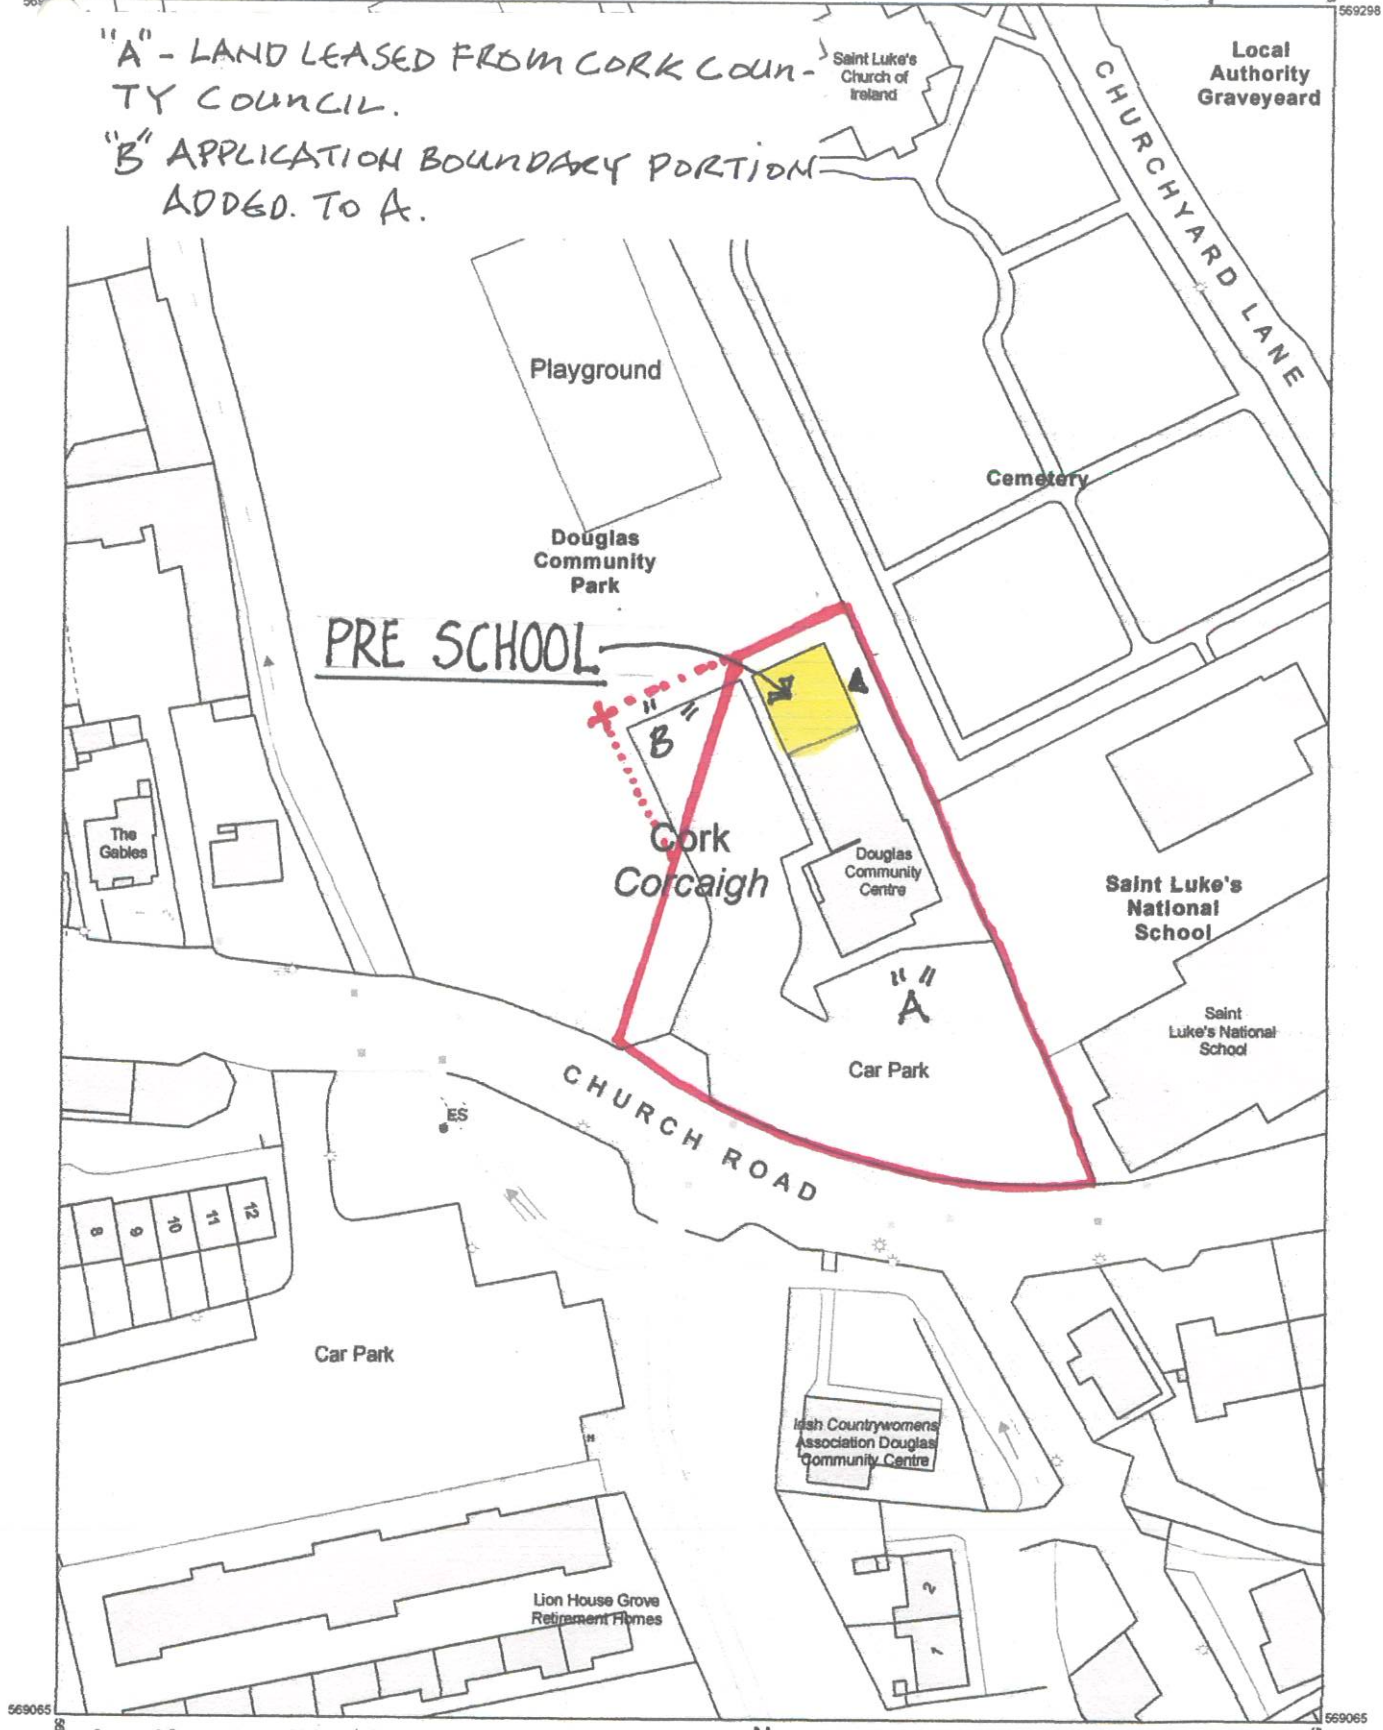 569298
"A" - LAND LEASED FROM CORK COUN-
TY COUNCIL.
"B" APPLICATION BOUNDARY PORTION
ADDED. TO A.
Saint Luke's
Church of
Ireland
CHURCHYARD LANE
Local
Authority
Graveyeard
Playground
Cemetery
Douglas
Community
Park
PRE SCHOOL
"B"
Cork
Corcaigh
The
Gables
Douglas
Community
Centre
Saint Luke's
National
School
"A"
Car Park
Saint
Luke's National
School
CHURCH ROAD
ES
8
9
10
11
12
Car Park
Irish Countrywomens
Association Douglas
Community Centre
Lion House Grove
Retirement Homes
2
1
569065
569065